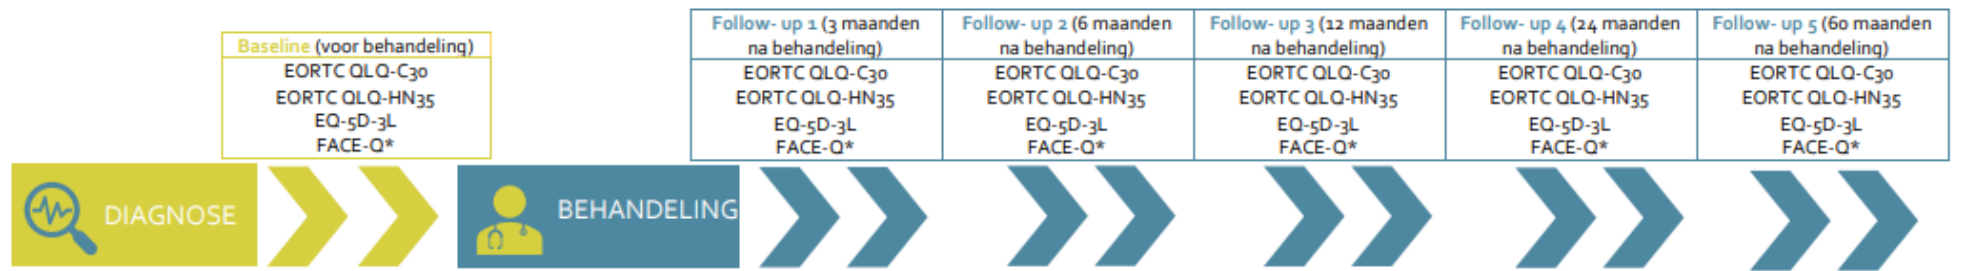 Baseline (voor behandeling)
EORTC QLQ-C30
EORTC QLQ-HN35
EQ-5D-3L
FACE-Q*
Follow- up 1 (3 maanden
na behandeling)
EORTC QLQ-C30
EORTC QLQ-HN35
EQ-5D-3L
FACE-Q*
Follow- up 2 (6 maanden
na behandeling)
EORTC QLQ-C30
EORTC QLQ-HN35
EQ-5D-3L
FACE-Q*
Follow- up 3 (12 maanden
na behandeling)
EORTC QLQ-C30
EORTC QLQ-HN35
EQ-5D-3L
FACE-Q*
Follow- up 4 (24 maanden
na behandeling)
EORTC QLQ-C30
EORTC QLQ-HN35
EQ-5D-3L
FACE-Q*
Follow- up 5 (60 maanden
na behandeling)
EORTC QLQ-C30
EORTC QLQ-HN35
EQ-5D-3L
FACE-Q*
DIAGNOSE
BEHANDELING